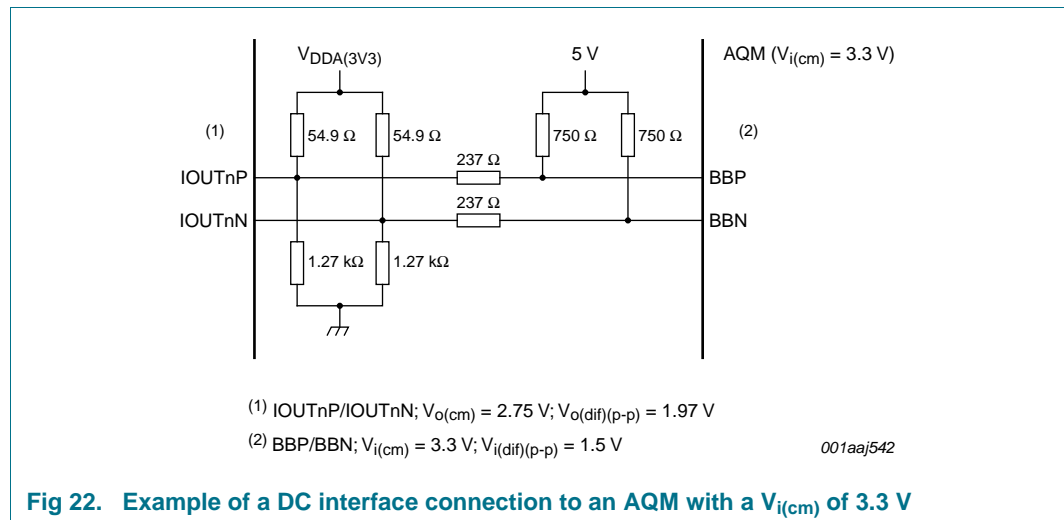 V_DDA(3V3) 5 V AQM (V_i(cm) = 3.3 V)
(1) 54.9 Ω 54.9 Ω 750 Ω 750 Ω (2)
237 Ω
IOUTnP BBP
237 Ω
IOUTnN BBN
1.27 kΩ 1.27 kΩ
(1) IOUTnP/IOUTnN; V_o(cm) = 2.75 V; V_o(dif)(p-p) = 1.97 V
(2) BBP/BBN; V_i(cm) = 3.3 V; V_i(dif)(p-p) = 1.5 V 001aaj542
Fig 22. Example of a DC interface connection to an AQM with a V_i(cm) of 3.3 V